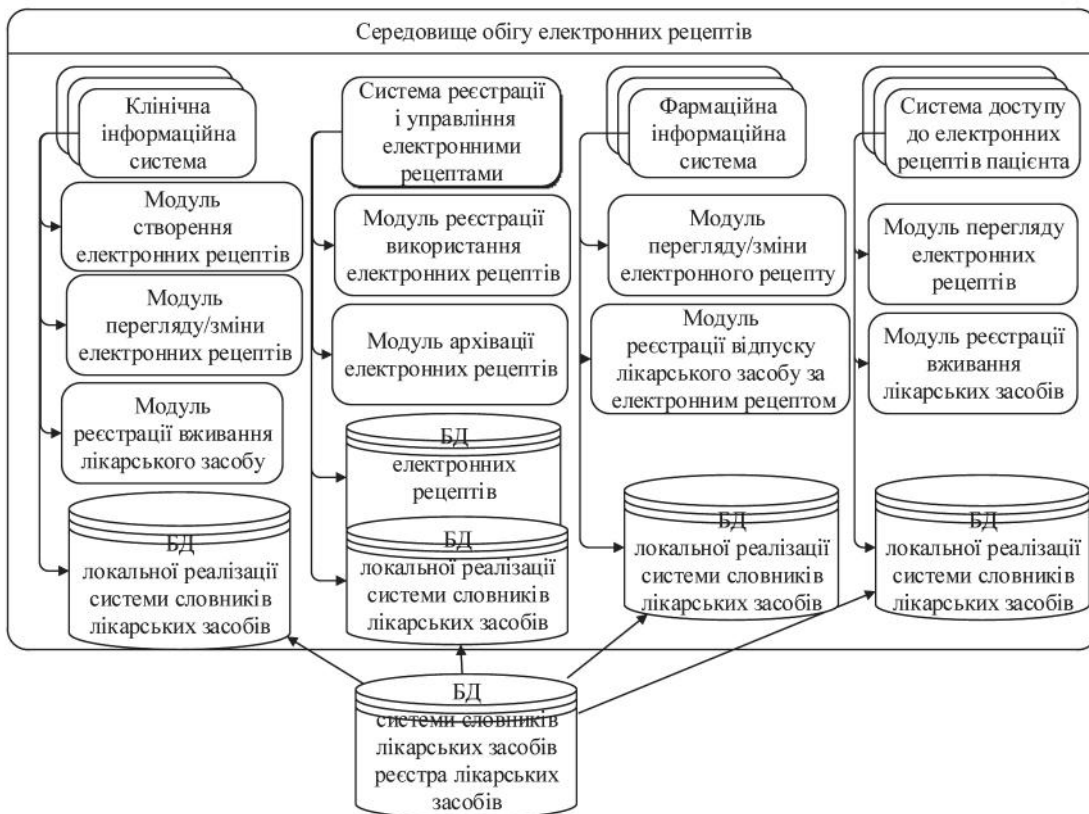 Середовище обігу електронних рецептів
Клінічна
інформаційна
система
Модуль
створення
електронних рецептів
Модуль
перегляду/зміни
електронних рецептів
Модуль
реєстрації вживання
лікарського засобу
БД
локальної реалізації
системи словників
лікарських засобів
Система реєстрації
і управління
електронними
рецептами
Модуль реєстрації
використання
електронних рецептів
Модуль архівації
електронних рецептів
БД
електронних
рецептів
БД
локальної реалізації
системи словників
лікарських засобів
Фармаційна
інформаційна
система
Модуль
перегляду/зміни
електронного рецепту
Модуль
реєстрації відпуску
лікарського засобу за
електронним рецептом
БД
локальної реалізації
системи словників
лікарських засобів
Система доступу
до електронних
рецептів пацієнта
Модуль перегляду
електронних
рецептів
Модуль реєстрації
вживання
лікарських засобів
БД
локальної реалізації
системи словників
лікарських засобів
БД
системи словників
лікарських засобів
реєстра лікарських
засобів